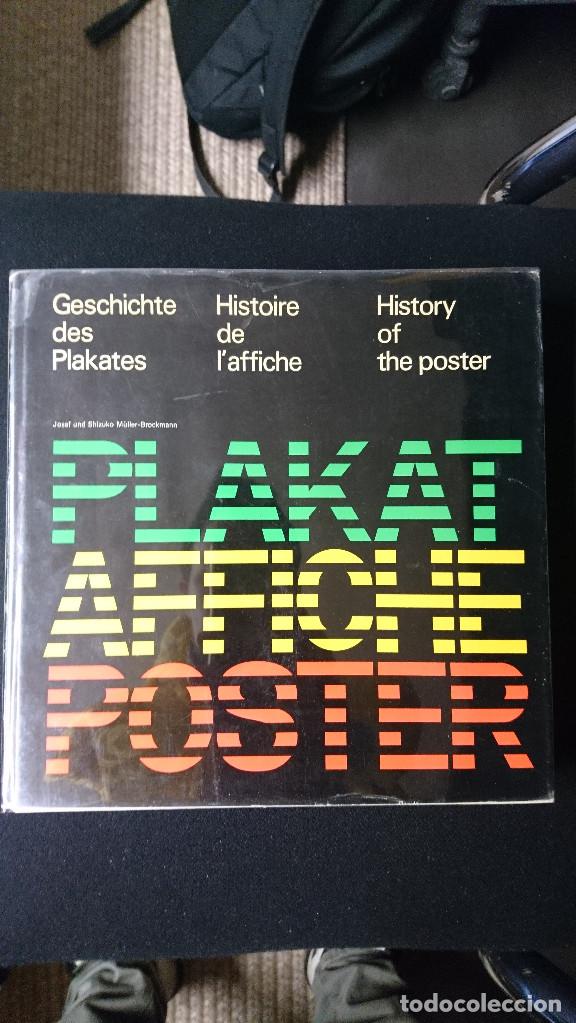 Geschichte
des
Plakates
Histoire
de
l'affiche
History
of
the poster
Josef und Shizuko Müller-Brockmann
PLAKAT
AFFICHE
POSTER
todocoleccion